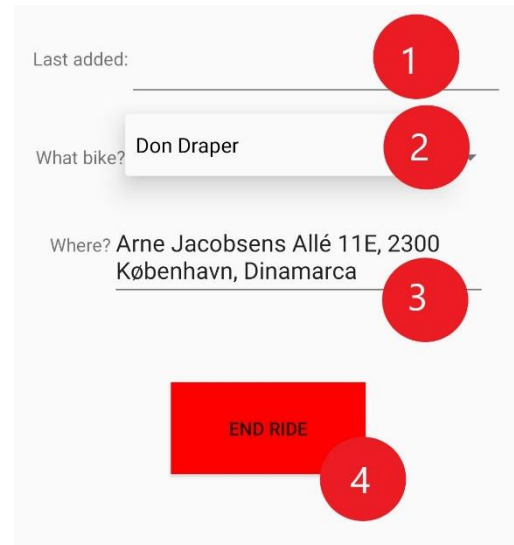 Last added:
1
What bike?
Don Draper
2
Where?
Arne Jacobsens Allé 11E, 2300
København, Dinamarca
3
END RIDE
4